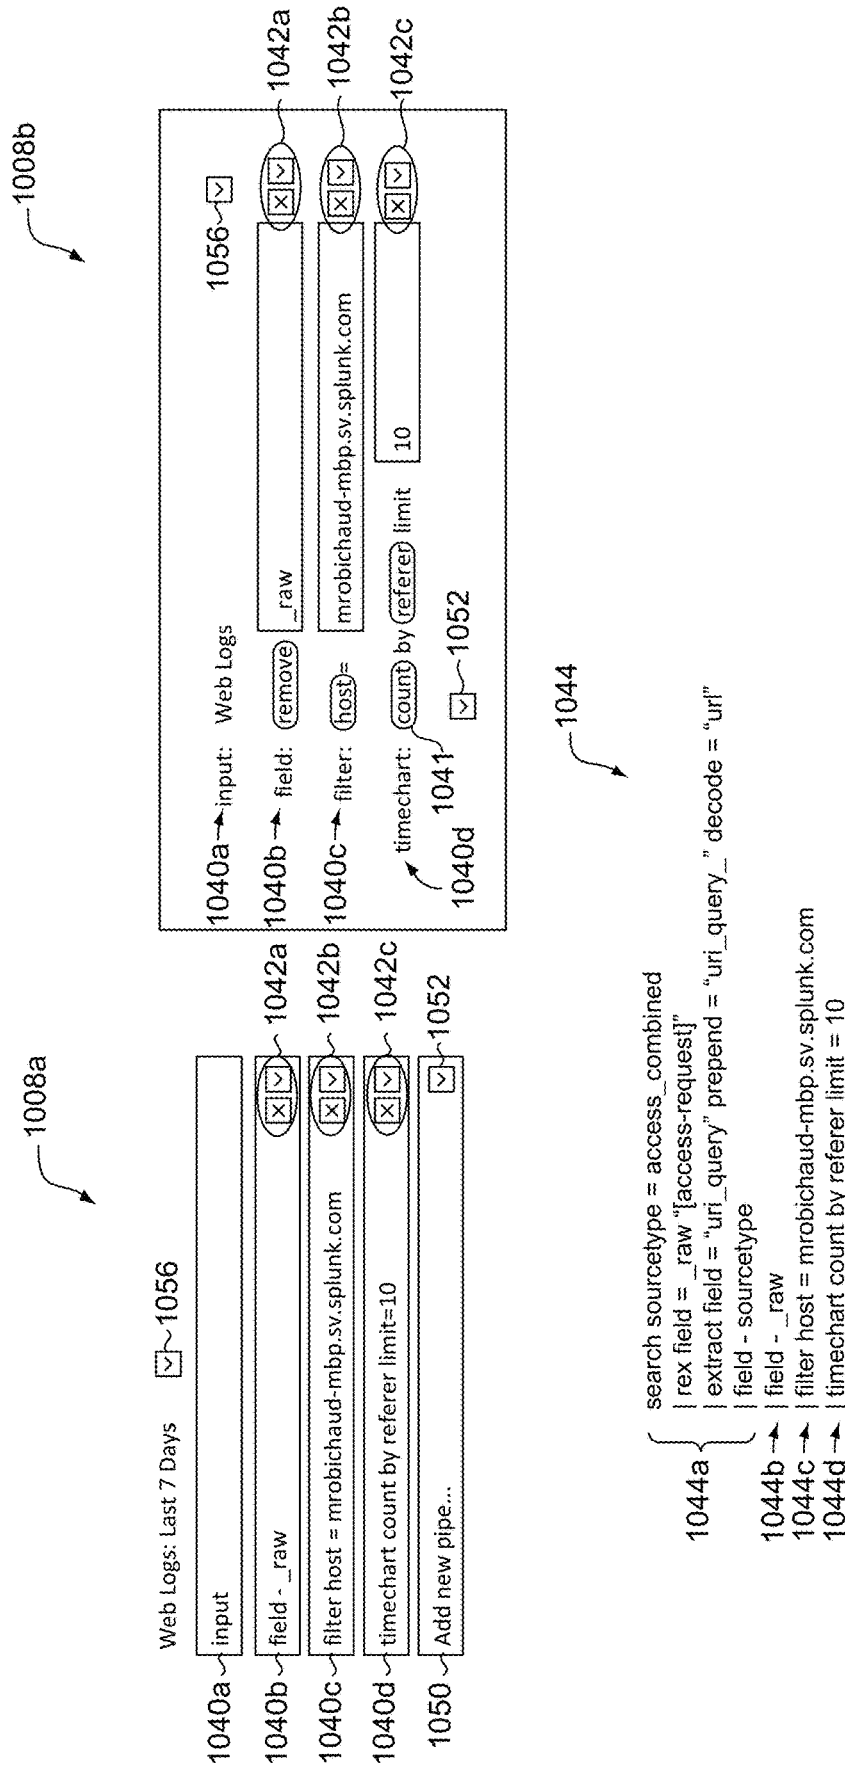 1008a
Web Logs: Last 7 Days
1056
1040a
input
1040b
field - _raw
1042a
1040c
filter host = mrobichaud-mbp.sv.splunk.com
1042b
1040d
timechart count by referer limit=10
1042c
1050
Add new pipe...
1052
1008b
1056
1040a
input: Web Logs
1040b
field: remove _raw
1042a
1040c
filter: host = mrobichaud-mbp.sv.splunk.com
1042b
timechart: count by referer limit 10
1042c
1040d
1041
1052
1044
1044a
search sourcetype = access_combined
| rex field = _raw "[access-request]"
| extract field = "uri_query" prepend = "uri_query_" decode = "url"
| field - sourcetype
1044b
| field - _raw
1044c
| filter host = mrobichaud-mbp.sv.splunk.com
1044d
| timechart count by referer limit = 10